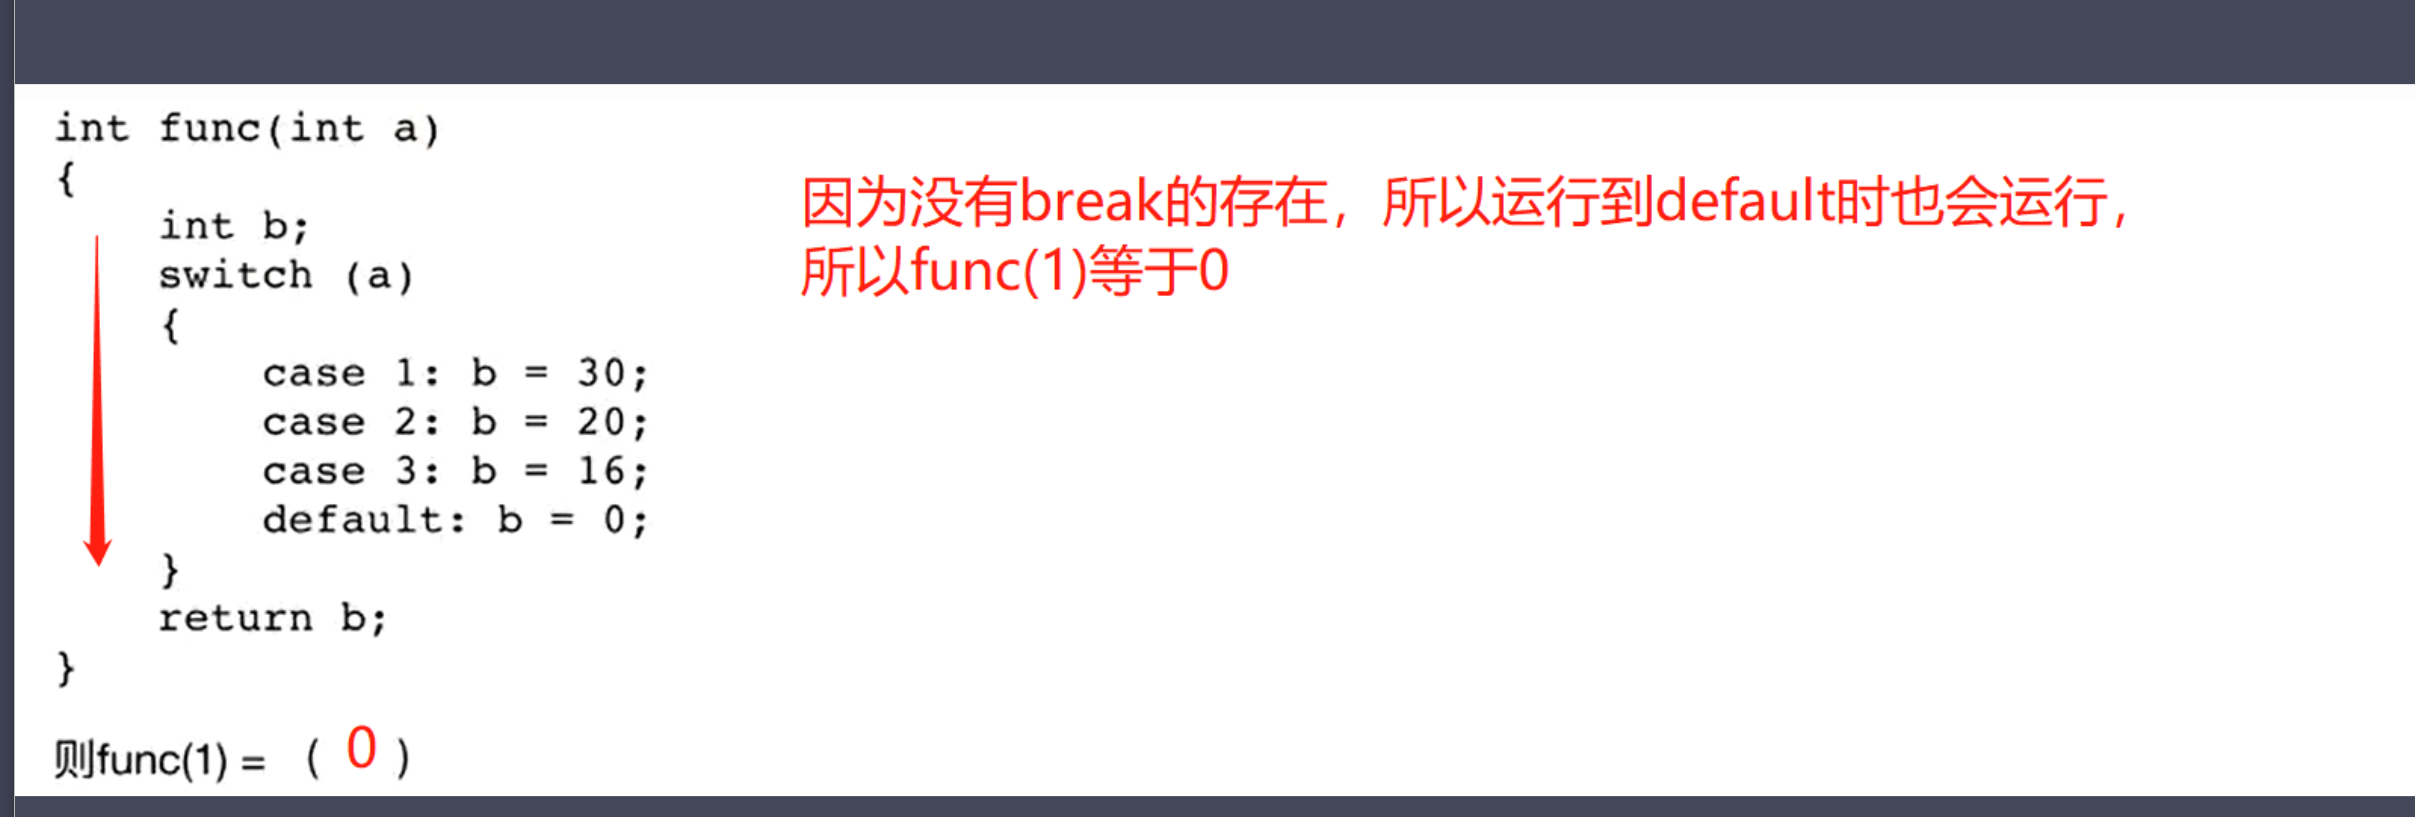 int func(int a)
{
因为没有break的存在，所以运行到default时也会运行，
int b;
所以func(1)等于0
switch (a)
{
case 1: b = 30;
case 2: b = 20;
case 3: b = 16;
default: b = 0;
}
return b;
}
则func(1) = ( 0 )